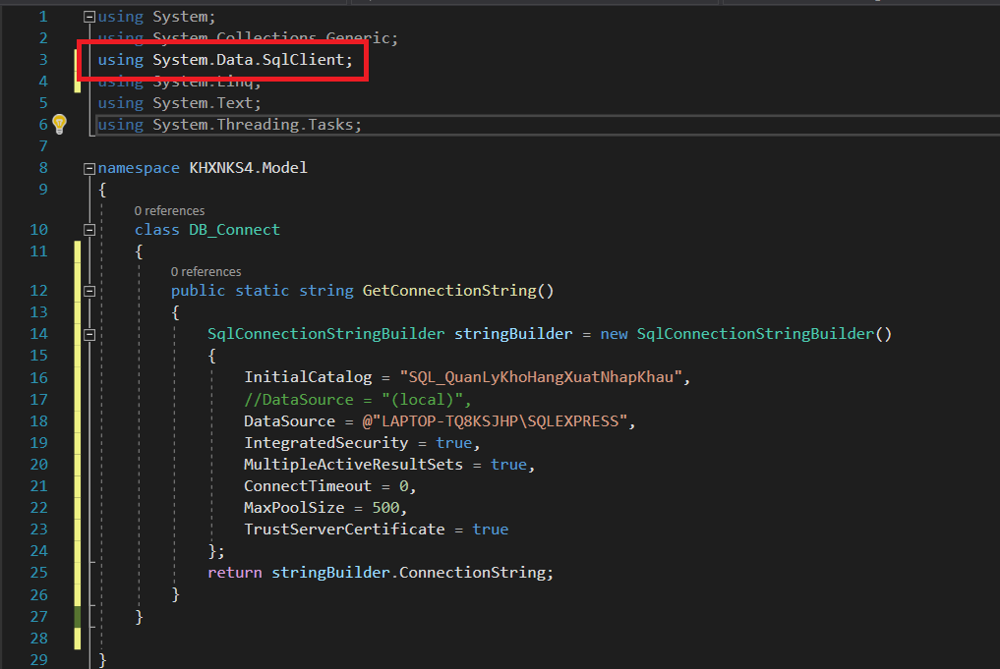 1 using System;
2 using System.Collections.Generic;
3 using System.Data.SqlClient;
4 using System.Linq;
5 using System.Text;
6 using System.Threading.Tasks;
7
8 namespace KHXNKS4.Model
9 {
0 references
10 class DB_Connect
11 {
0 references
12 public static string GetConnectionString()
13 {
14 SqlConnectionStringBuilder stringBuilder = new SqlConnectionStringBuilder()
15 {
16 InitialCatalog = "SQL_QuanLyKhoHangXuatNhapKhau",
17 //DataSource = "(local)",
18 DataSource = @"LAPTOP-TQ8KSJHP\SQLEXPRESS",
19 IntegratedSecurity = true,
20 MultipleActiveResultSets = true,
21 ConnectTimeout = 0,
22 MaxPoolSize = 500,
23 TrustServerCertificate = true
24 };
25 return stringBuilder.ConnectionString;
26 }
27 }
28
29 }